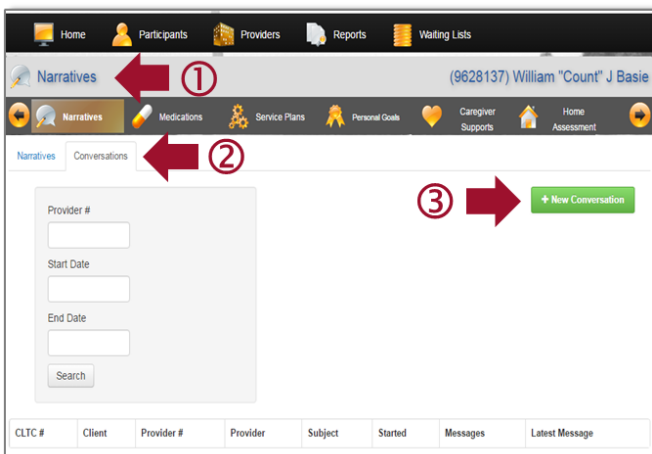 Home Participants Providers Reports Waiting Lists
Narratives ① (9628137) William "Count" J Basie
Narratives Medications Service Plans Personal Goals Caregiver Supports Home Assessment
Narratives Conversations ②
③ + New Conversation
Provider #
Start Date
End Date
Search
CLTC # Client Provider # Provider Subject Started Messages Latest Message